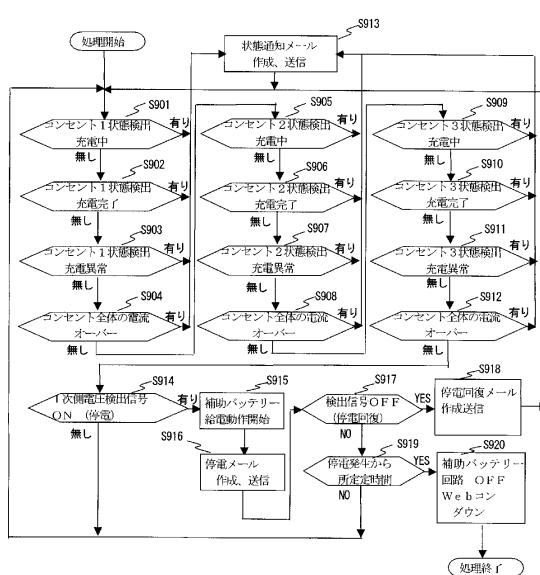 処理開始
S913
状態通知メール
作成、送信
S901
コンセント1状態検出
充電中
有り
無し
S902
コンセント1状態検出
充電完了
有り
無し
S903
コンセント1状態検出
充電異常
有り
無し
S904
コンセント全体の電流
オーバー
有り
無し
S905
コンセント2状態検出
充電中
有り
無し
S906
コンセント2状態検出
充電完了
有り
無し
S907
コンセント2状態検出
充電異常
有り
無し
S908
コンセント全体の電流
オーバー
有り
無し
S909
コンセント3状態検出
充電中
有り
無し
S910
コンセント3状態検出
充電完了
有り
無し
S911
コンセント3状態検出
充電異常
有り
無し
S912
コンセント全体の電流
オーバー
有り
無し
S914
1次側電圧検出信号
ON (停電)
有り
無し
S915
補助バッテリー
給電動作開始
S916
停電メール
作成、送信
S917
検出信号OFF
(停電回復)
YES
NO
S918
停電回復メール
作成送信
S919
停電発生から
所定定時間
YES
NO
S920
補助バッテリー
回路 OFF
Webコン
ダウン
処理終了